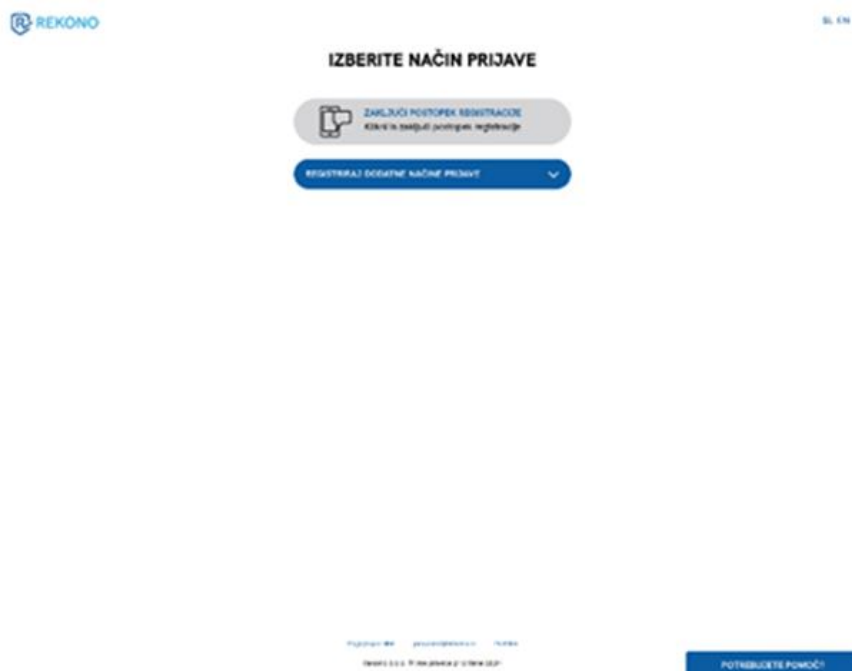 REKONO
SL EN
IZBERITE NAČIN PRIJAVE
ZAKLJUČI POSTOPEK REGISTRACIJE
Klikni in zaključi postopek registracije
REGISTRIRAJ DODATNE NAČINE PRIJAVE
POTREBUJETE POMOČ?